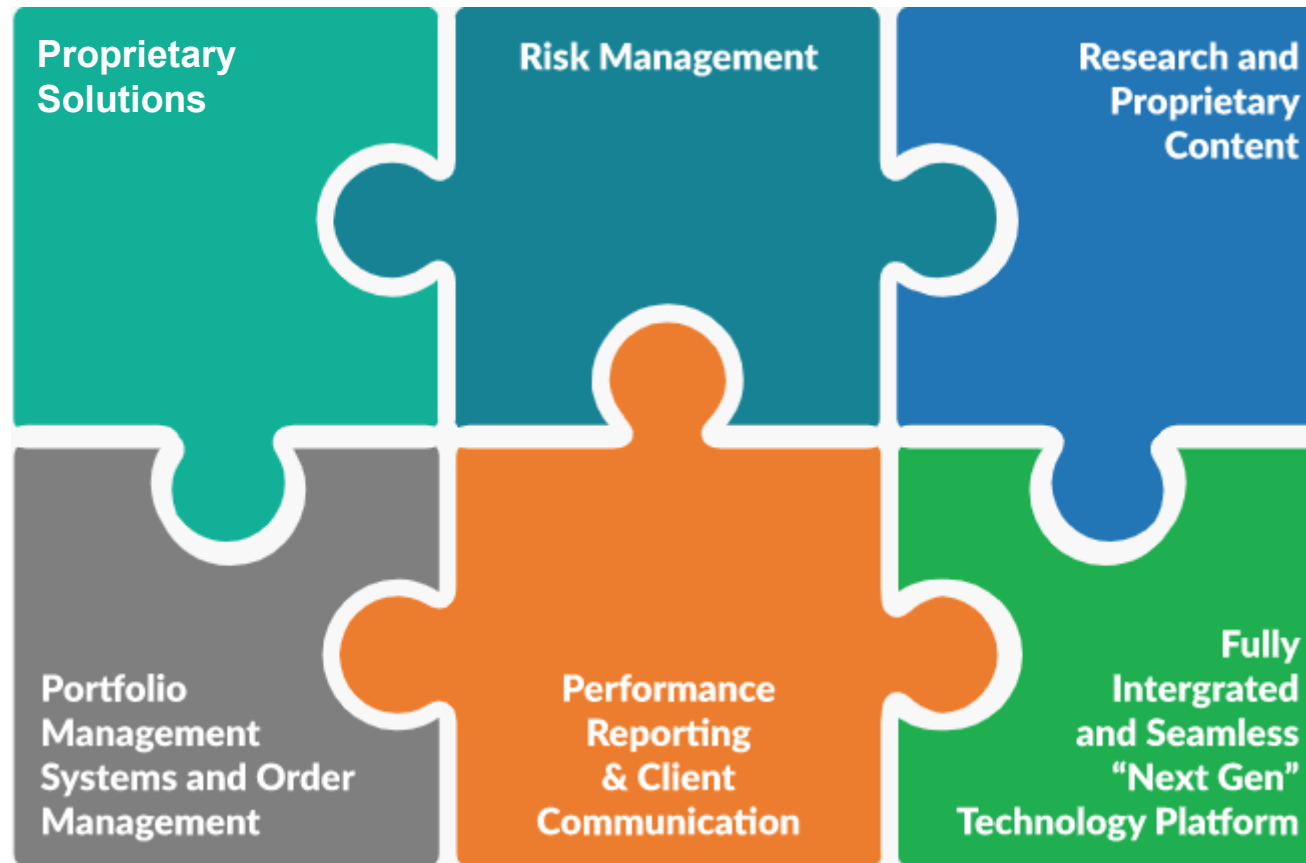 Proprietary
Solutions
Risk Management
Research and
Proprietary
Content
Portfolio
Management
Systems and Order
Management
Performance
Reporting
& Client
Communication
Fully
Intergrated
and Seamless
“Next Gen”
Technology Platform